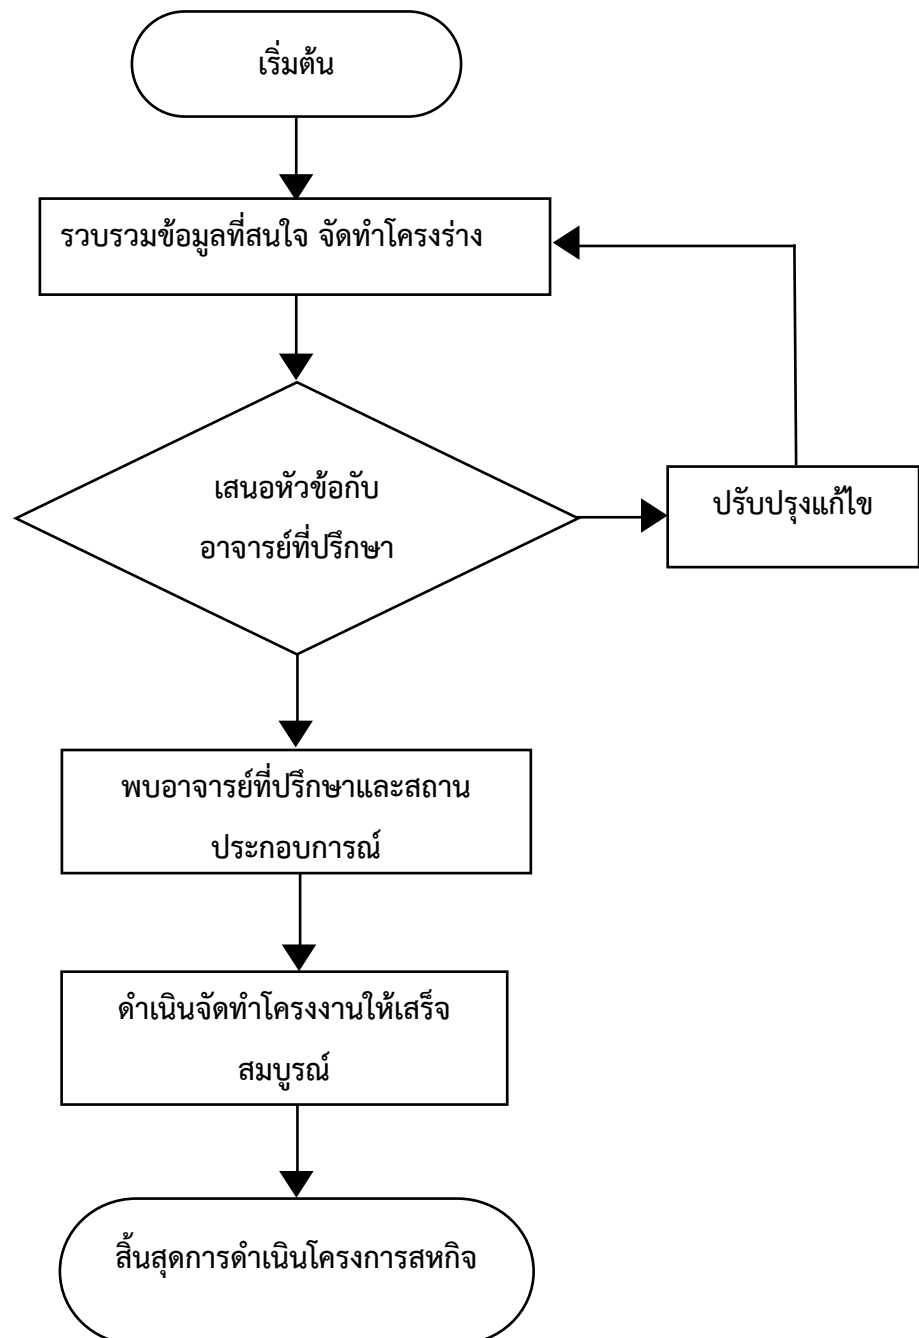 เริ่มต้น
รวบรวมข้อมูลที่สนใจ จัดทำโครงร่าง
เสนอหัวข้อกับ
อาจารย์ที่ปรึกษา
ปรับปรุงแก้ไข
พบอาจารย์ที่ปรึกษาและสถาน
ประกอบการณ์
ดำเนินจัดทำโครงงานให้เสร็จ
สมบูรณ์
สิ้นสุดการดำเนินโครงการสหกิจ